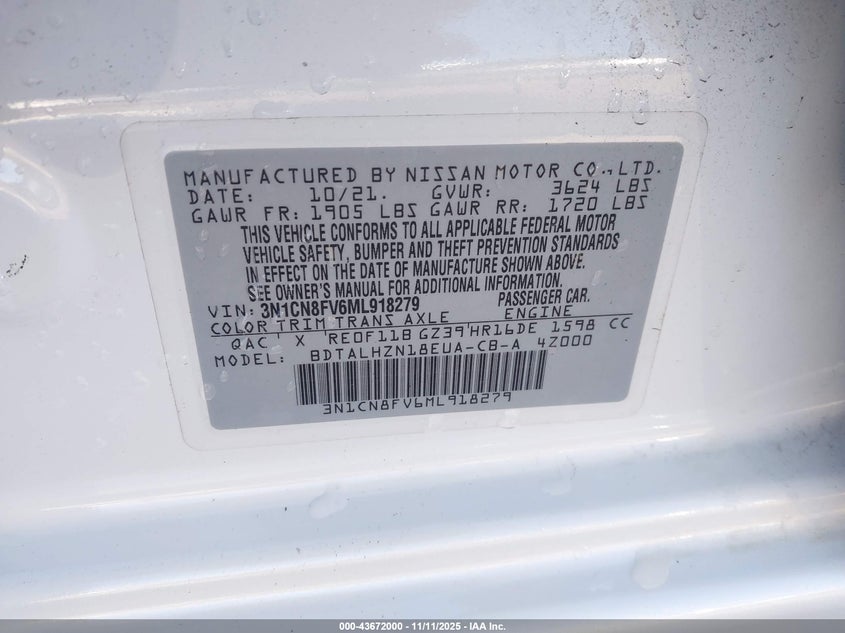 MANUFACTURED BY NISSAN MOTOR CO.,LTD.
DATE: 10/21. GVWR: 3624 LBS
GAWR FR: 1905 LBS GAWR RR: 1720 LBS
THIS VEHICLE CONFORMS TO ALL APPLICABLE FEDERAL MOTOR
VEHICLE SAFETY, BUMPER AND THEFT PREVENTION STANDARDS
IN EFFECT ON THE DATE OF MANUFACTURE SHOWN ABOVE.
SEE OWNER'S MANUAL FOR ADDITIONAL INFORMATION.
VIN: 3N1CN8FV6ML918279 PASSENGER CAR.
COLOR TRIM TRANS AXLE ENGINE
QAC X RE0F11B GZ39 HR16DE 1598 CC
MODEL: BDTALHZN18EUA-CB-A 4Z000
3N1CN8FV6ML918279
000-43672000 - 11/11/2025 - IAA Inc.